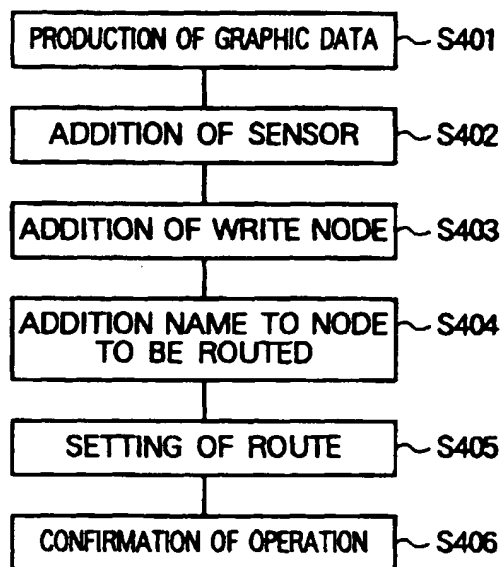 PRODUCTION OF GRAPHIC DATA ~ S401
ADDITION OF SENSOR ~ S402
ADDITION OF WRITE NODE ~ S403
ADDITION NAME TO NODE ~ S404
TO BE ROUTED
SETTING OF ROUTE ~ S405
CONFIRMATION OF OPERATION ~ S406